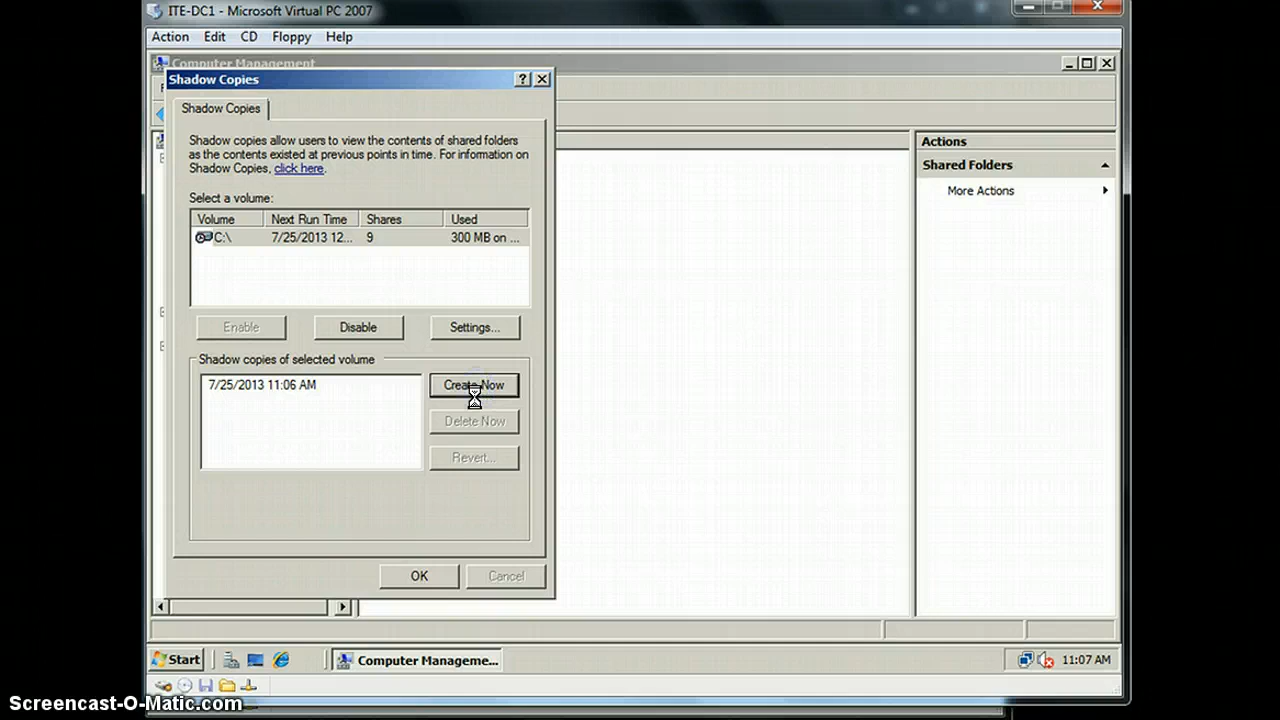 ITE-DC1 - Microsoft Virtual PC 2007
Action Edit CD Floppy Help
Computer Management
Shadow Copies
Shadow Copies
Shadow copies allow users to view the contents of shared folders
as the contents existed at previous points in time. For information on
Shadow Copies, click here.
Select a volume:
Volume Next Run Time Shares Used
C:\ 7/25/2013 12... 9 300 MB on ...
Enable Disable Settings...
Shadow copies of selected volume
7/25/2013 11:06 AM
Create Now
Delete Now
Revert...
OK Cancel
Actions
Shared Folders
More Actions
Start
Computer Manageme...
11:07 AM
Screencast-O-Matic.com